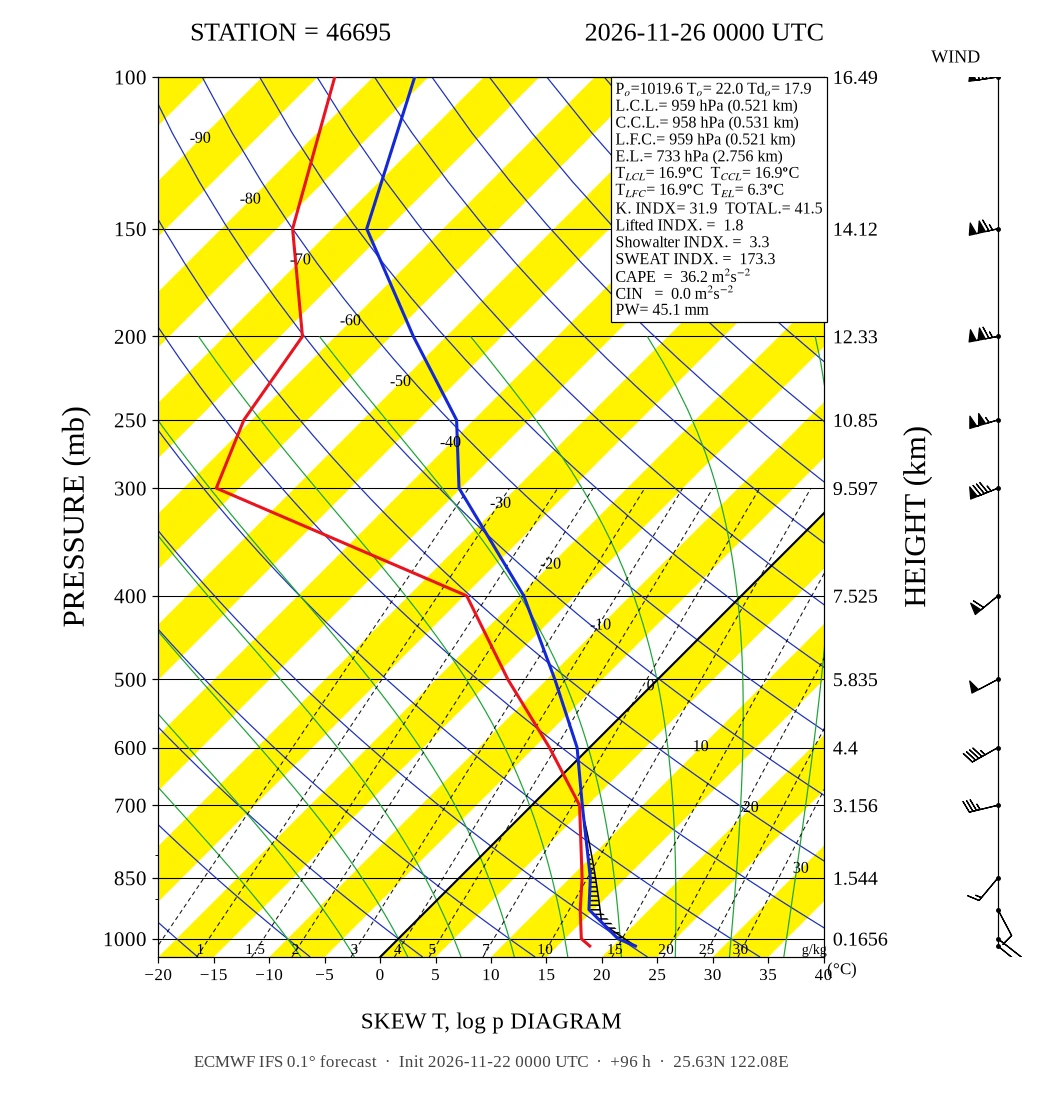 STATION = 46695
2026-11-26 0000 UTC
WIND
Pₒ=1019.6 Tₒ= 22.0 Tdₒ= 17.9
L.C.L.= 959 hPa (0.521 km)
C.C.L.= 958 hPa (0.531 km)
L.F.C.= 959 hPa (0.521 km)
E.L.= 733 hPa (2.756 km)
T_LCL= 16.9°C T_CCL= 16.9°C
T_LFC= 16.9°C T_EL= 6.3°C
K. INDX= 31.9 TOTAL.= 41.5
Lifted INDX. = 1.8
Showalter INDX. = 3.3
SWEAT INDX. = 173.3
CAPE = 36.2 m²s⁻²
CIN = 0.0 m²s⁻²
PW= 45.1 mm
100 16.49
-90
-80
150 14.12
-70
-60
200 12.33
-50
250 10.85
-40
300 9.597
-30
-20
400 7.525
-10
500 5.835
0
600 4.4
10
700 3.156
20
850 1.544
30
1000 0.1656
PRESSURE (mb)
HEIGHT (km)
1 1.5 2 3 4 5 7 10 15 20 25 30 g/kg
−20 −15 −10 −5 0 5 10 15 20 25 30 35 40 (°C)
SKEW T, log p DIAGRAM
ECMWF IFS 0.1° forecast · Init 2026-11-22 0000 UTC · +96 h · 25.63N 122.08E